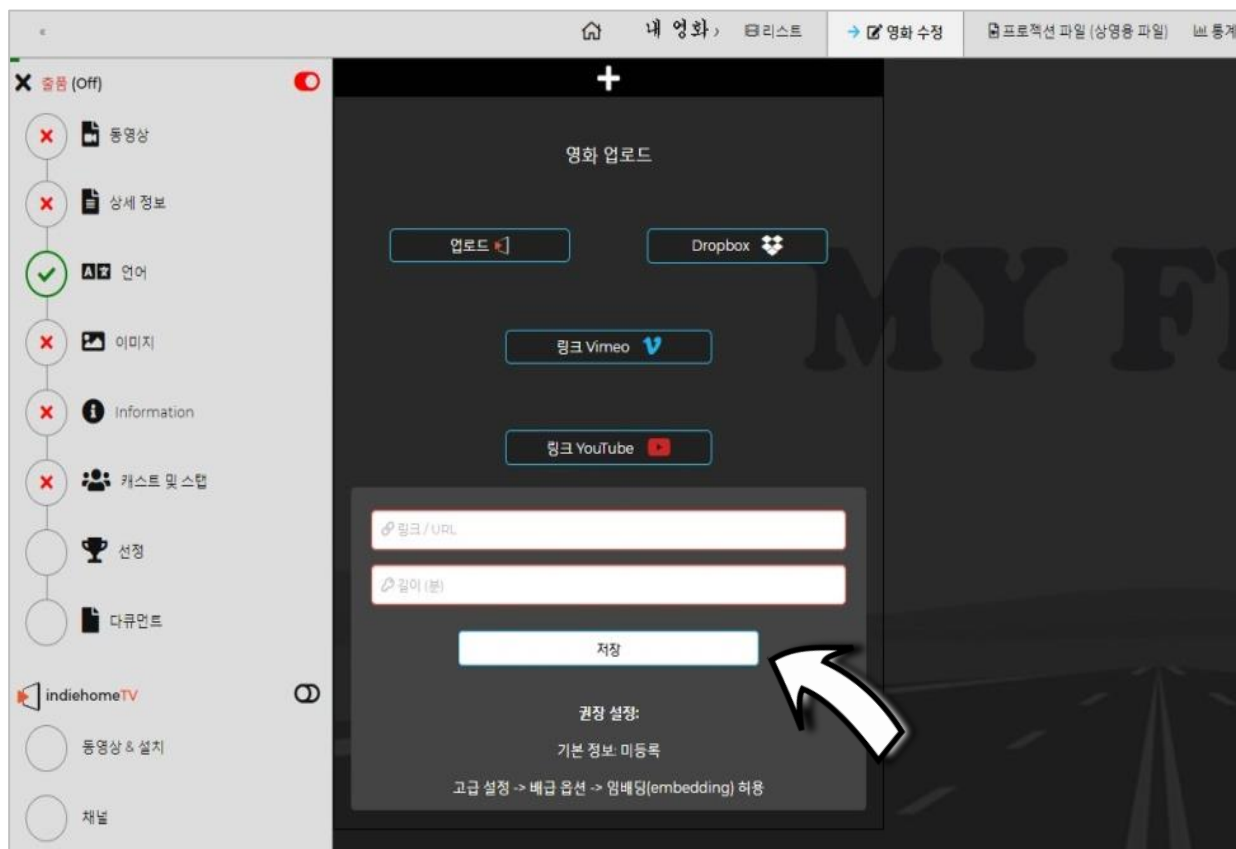 «
내 영화 ›
리스트
영화 수정
프로젝션 파일 (상영용 파일)
통계
출품 (Off)
동영상
상세 정보
언어
이미지
Information
캐스트 및 스탭
선정
다큐먼트
indiehomeTV
동영상 & 설치
채널
영화 업로드
업로드
Dropbox
링크 Vimeo
링크 YouTube
링크 / URL
길이 (분)
저장
권장 설정:
기본 정보: 미등록
고급 설정 -> 배급 옵션 -> 임배딩(embedding) 허용
MY F